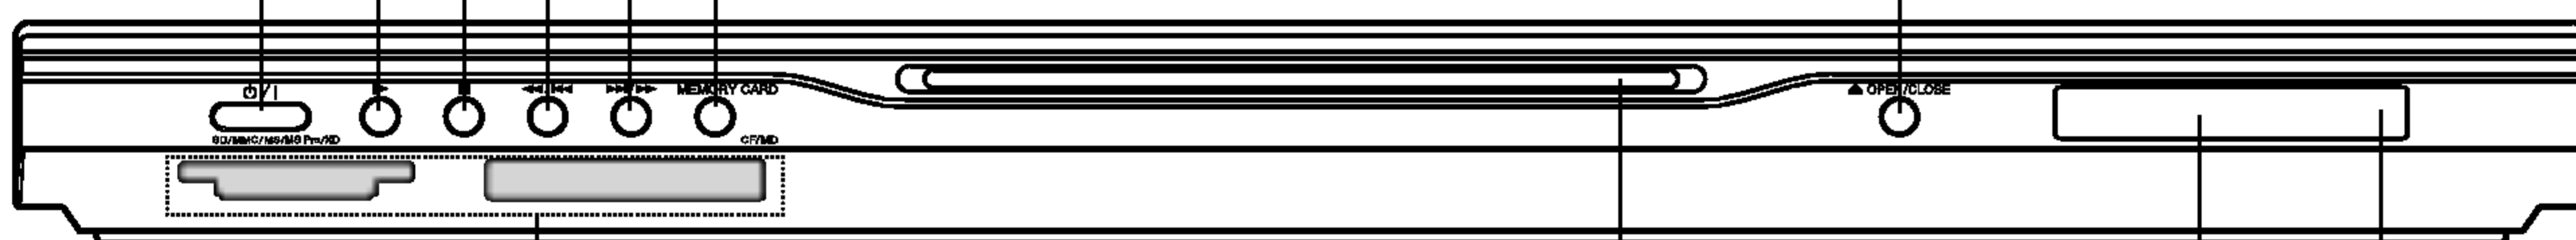 ⏻/I
MEMORY CARD
▲ OPEN/CLOSE
SD/MMC/MS/MS Pro/XD
CF/MD